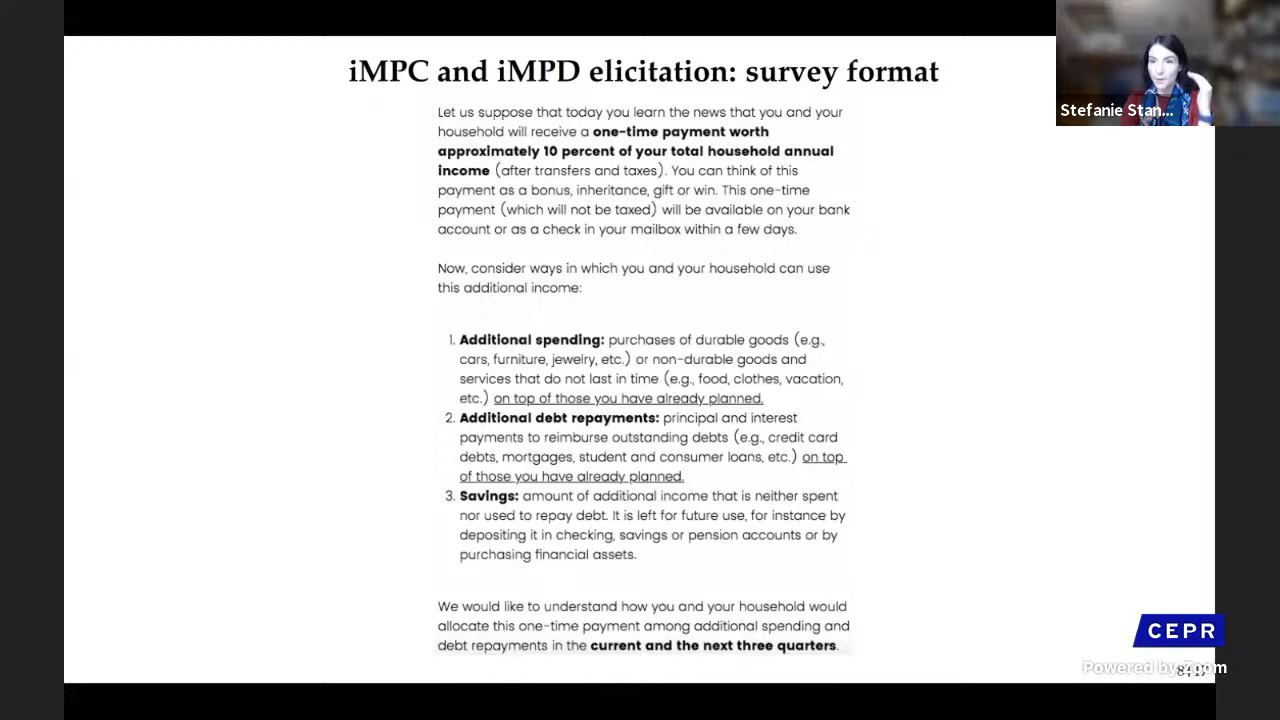 iMPC and iMPD elicitation: survey format
Stefanie Stan...
Let us suppose that today you learn the news that you and your
household will receive a one-time payment worth
approximately 10 percent of your total household annual
income (after transfers and taxes). You can think of this
payment as a bonus, inheritance, gift or win. This one-time
payment (which will not be taxed) will be available on your bank
account or as a check in your mailbox within a few days.
Now, consider ways in which you and your household can use
this additional income:
1. Additional spending: purchases of durable goods (e.g.,
cars, furniture, jewelry, etc.) or non-durable goods and
services that do not last in time (e.g., food, clothes, vacation,
etc.) on top of those you have already planned.
2. Additional debt repayments: principal and interest
payments to reimburse outstanding debts (e.g., credit card
debts, mortgages, student and consumer loans, etc.) on top
of those you have already planned.
3. Savings: amount of additional income that is neither spent
nor used to repay debt. It is left for future use, for instance by
depositing it in checking, savings or pension accounts or by
purchasing financial assets.
We would like to understand how you and your household would
allocate this one-time payment among additional spending and
debt repayments in the current and the next three quarters.
CEPR
Powered by Zoom